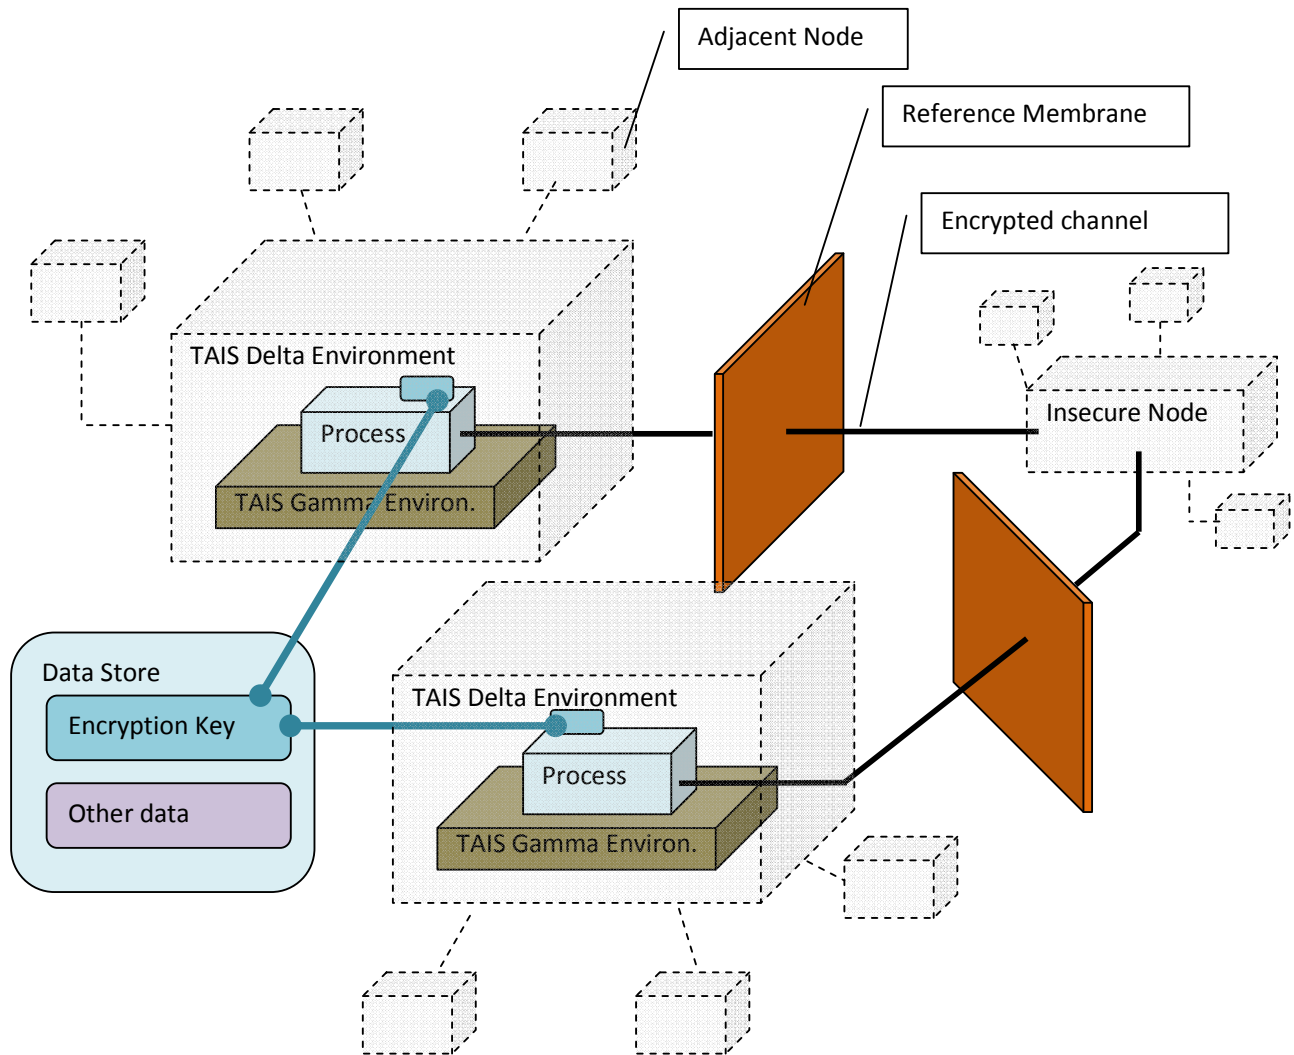 Adjacent Node
Reference Membrane
Encrypted channel
TAIS Delta Environment
Process
TAIS Gamma Environ.
Insecure Node
Data Store
Encryption Key
Other data
TAIS Delta Environment
Process
TAIS Gamma Environ.